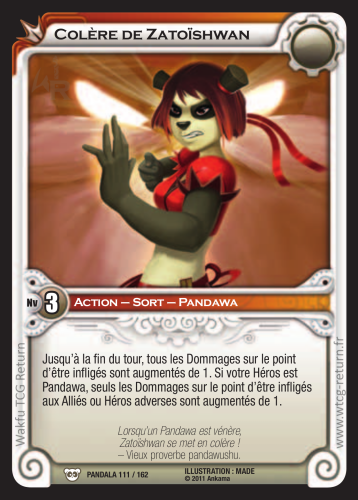 Colère de Zatoïshwan
Nv 3
Action – Sort – Pandawa
Jusqu'à la fin du tour, tous les Dommages sur le point
d'être infligés sont augmentés de 1. Si votre Héros est
Pandawa, seuls les Dommages sur le point d'être infligés
aux Alliés ou Héros adverses sont augmentés de 1.
Lorsqu'un Pandawa est vénère,
Zatoïshwan se met en colère !
– Vieux proverbe pandawushu.
PANDALA 111 / 162
ILLUSTRATION : MADE
© 2011 Ankama
Wakfu TCG Return
www.wtcg-return.fr